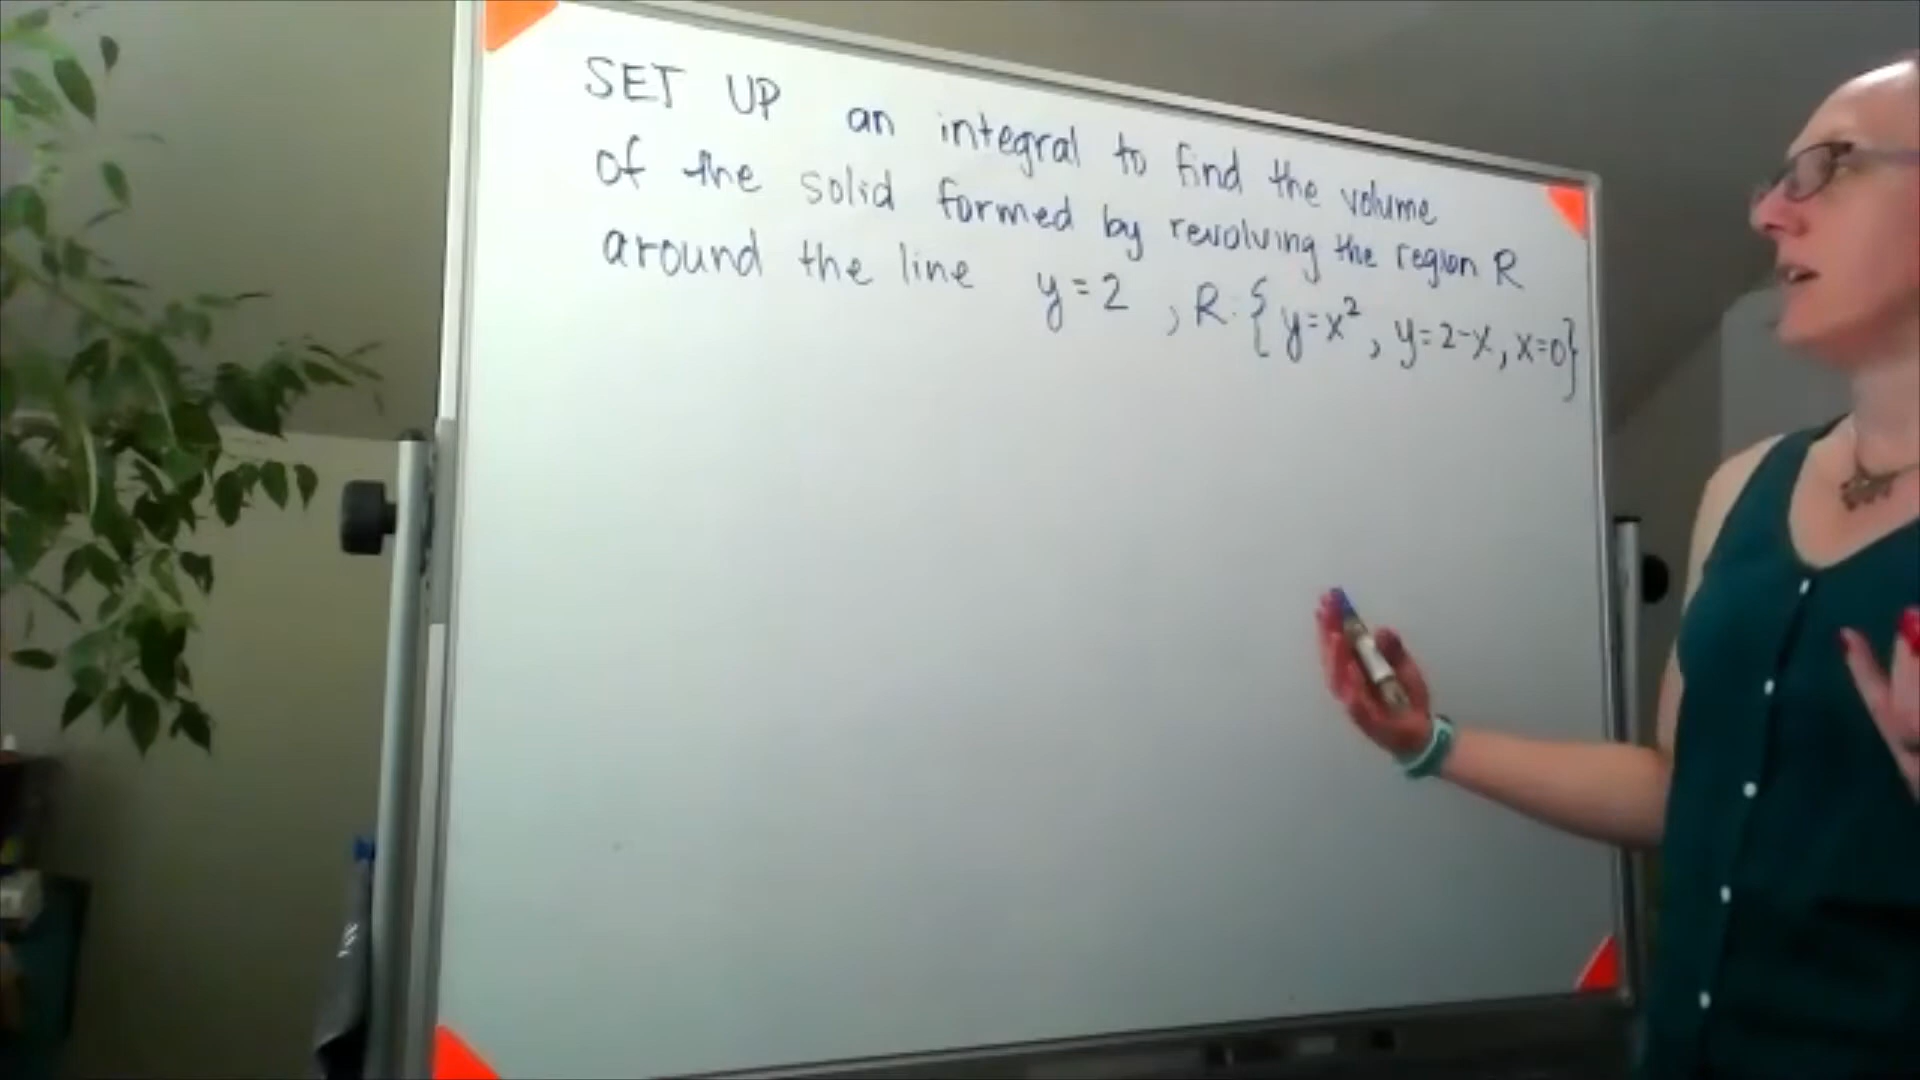 SET UP an integral to find the volume
of the solid formed by revolving the region R
around the line y=2, R:{y=x², y=2-x, x=0}